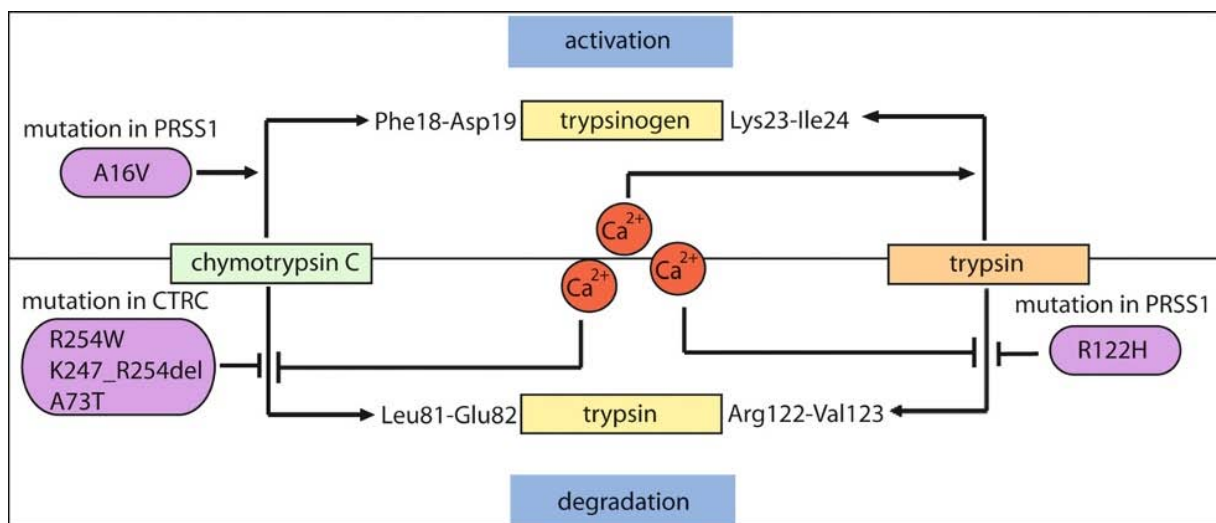 activation
mutation in PRSS1
A16V
Phe18-Asp19
trypsinogen
Lys23-Ile24
Ca2+
Ca2+
Ca2+
chymotrypsin C
trypsin
mutation in CTRC
R254W
K247_R254del
A73T
mutation in PRSS1
R122H
Leu81-Glu82
trypsin
Arg122-Val123
degradation